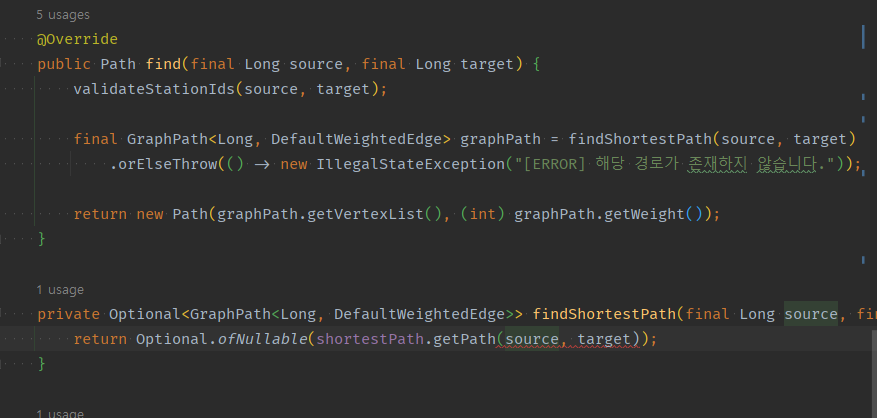 5 usages
@Override
public Path find(final Long source, final Long target) {
validateStationIds(source, target);
final GraphPath<Long, DefaultWeightedEdge> graphPath = findShortestPath(source, target)
.orElseThrow(() -> new IllegalStateException("[ERROR] 해당 경로가 존재하지 않습니다."));
return new Path(graphPath.getVertexList(), (int) graphPath.getWeight());
}
1 usage
private Optional<GraphPath<Long, DefaultWeightedEdge>> findShortestPath(final Long source, fi
return Optional.ofNullable(shortestPath.getPath(source, target));
}
1 usage